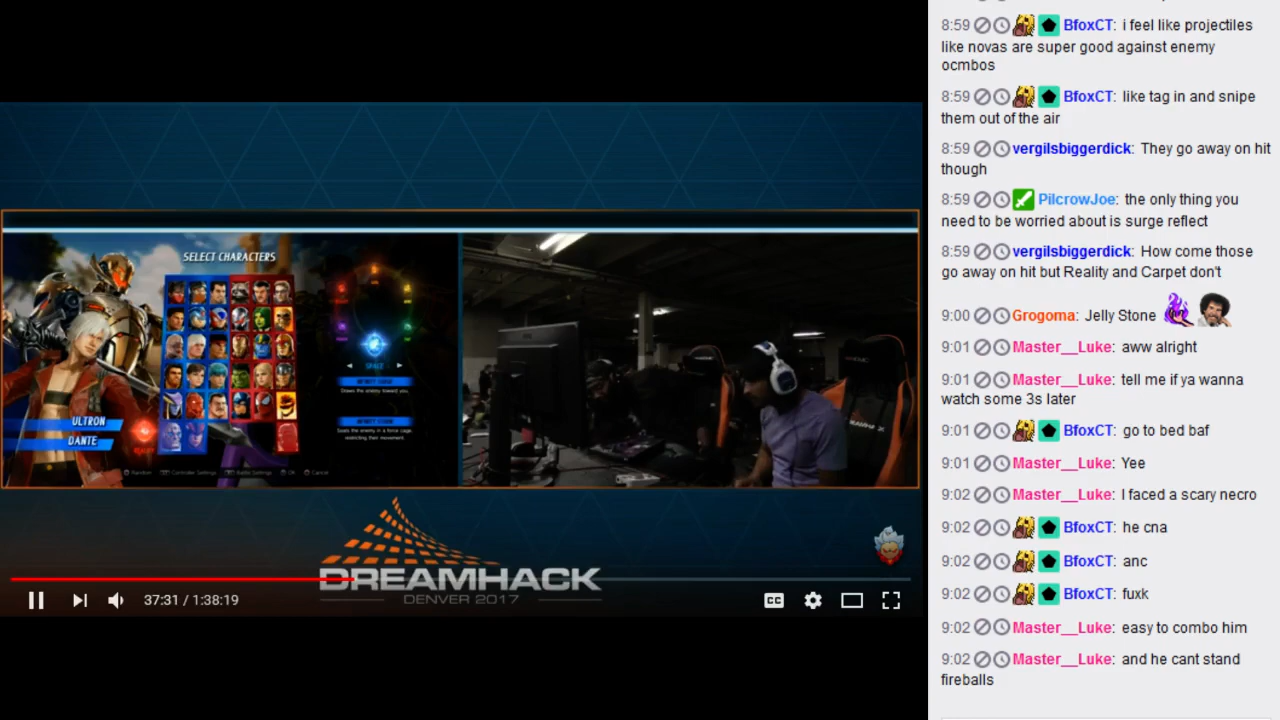 8:59 BfoxCT: i feel like projectiles
like novas are super good against enemy
ocmbos
8:59 BfoxCT: like tag in and snipe
them out of the air
8:59 vergilsbiggerdick: They go away on hit
though
8:59 PilcrowJoe: the only thing you
need to be worried about is surge reflect
8:59 vergilsbiggerdick: How come those
go away on hit but Reality and Carpet don't
9:00 Grogoma: Jelly Stone
9:01 Master__Luke: aww alright
9:01 Master__Luke: tell me if ya wanna
watch some 3s later
9:01 BfoxCT: go to bed baf
9:01 Master__Luke: Yee
9:02 Master__Luke: I faced a scary necro
9:02 BfoxCT: he cna
9:02 BfoxCT: anc
9:02 BfoxCT: fuxk
9:02 Master__Luke: easy to combo him
9:02 Master__Luke: and he cant stand
fireballs
SELECT CHARACTERS
SPACE
ULTRON
DANTE
DREAMHACK
DENVER 2017
37:31 / 1:38:19
CC